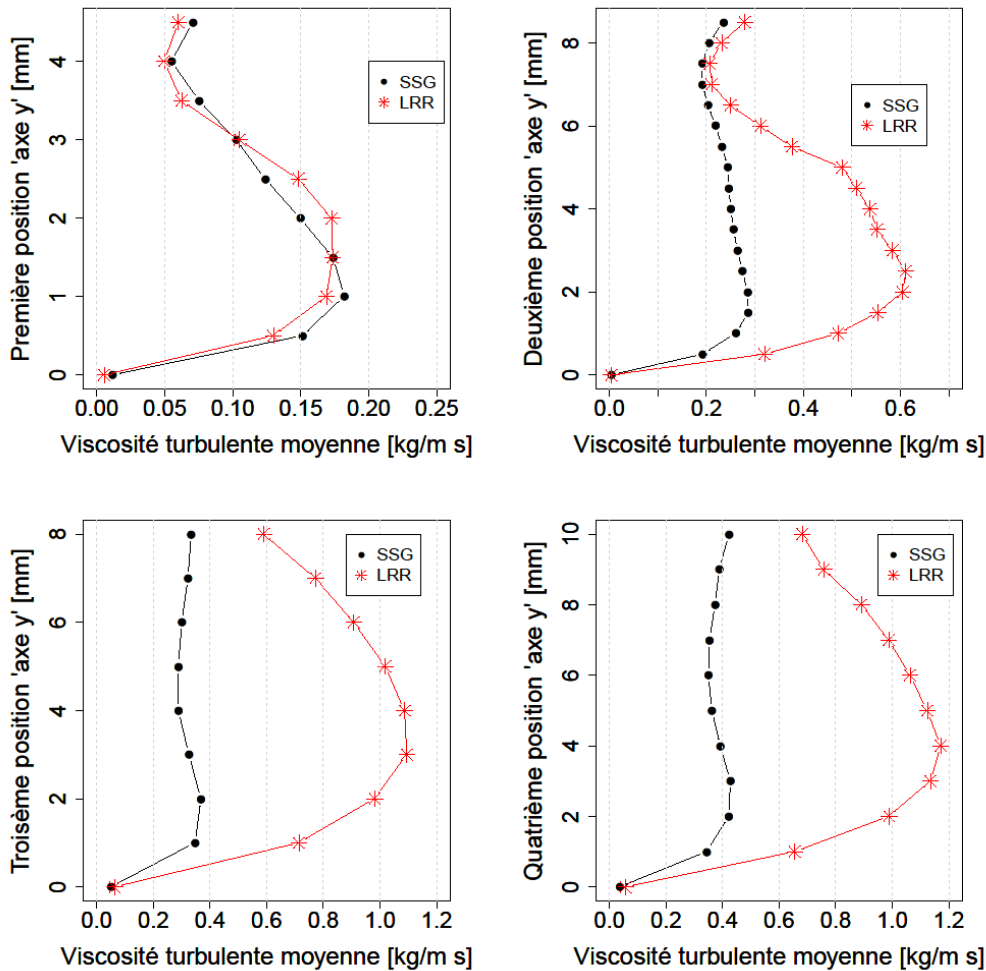 Première position 'axe y' [mm]
4
3
2
1
0
SSG
LRR
0.00 0.05 0.10 0.15 0.20 0.25
Viscosité turbulente moyenne [kg/m s]
Deuxième position 'axe y' [mm]
8
6
4
2
0
SSG
LRR
0.0 0.2 0.4 0.6
Viscosité turbulente moyenne [kg/m s]
Troisème position 'axe y' [mm]
8
6
4
2
0
SSG
LRR
0.0 0.2 0.4 0.6 0.8 1.0 1.2
Viscosité turbulente moyenne [kg/m s]
Quatrième position 'axe y' [mm]
10
8
6
4
2
0
SSG
LRR
0.0 0.2 0.4 0.6 0.8 1.0 1.2
Viscosité turbulente moyenne [kg/m s]